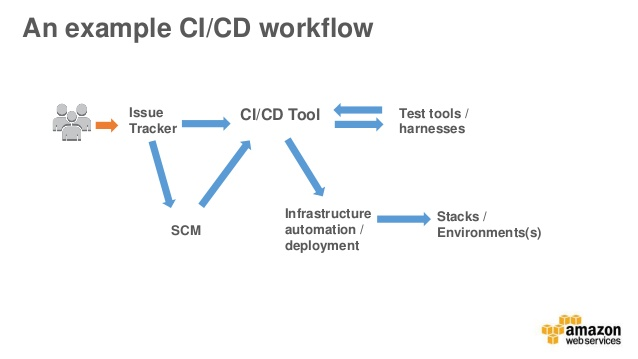 An example CI/CD workflow
Issue
Tracker
CI/CD Tool
Test tools /
harnesses
SCM
Infrastructure
automation /
deployment
Stacks /
Environments(s)
amazon
webservices